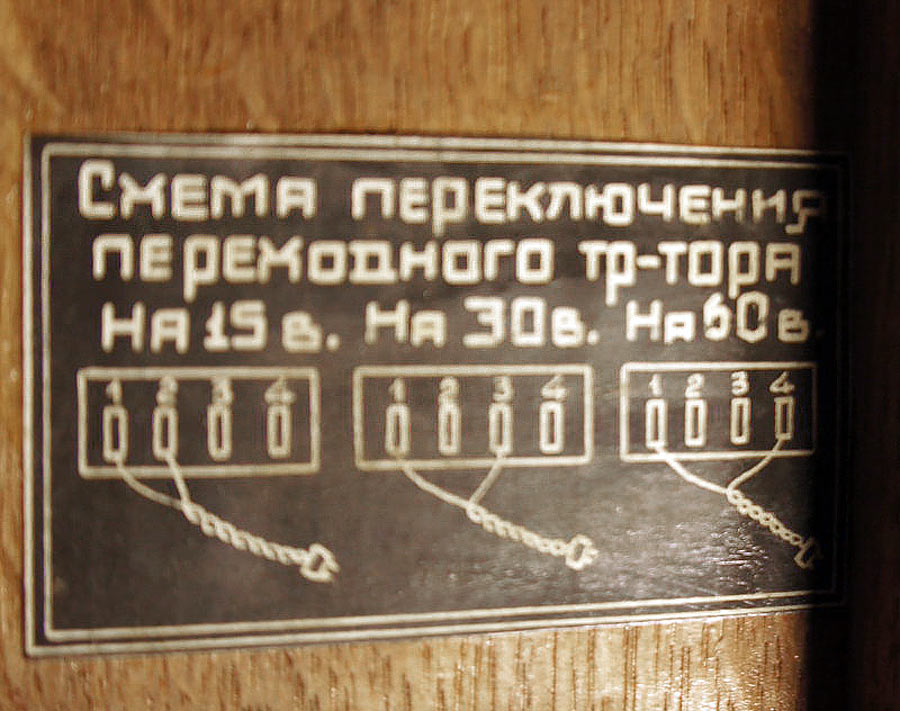 Схема переключения
переходного тр-тора
На 15 в. На 30 в. На 60 в.
1 2 3 4 1 2 3 4 1 2 3 4